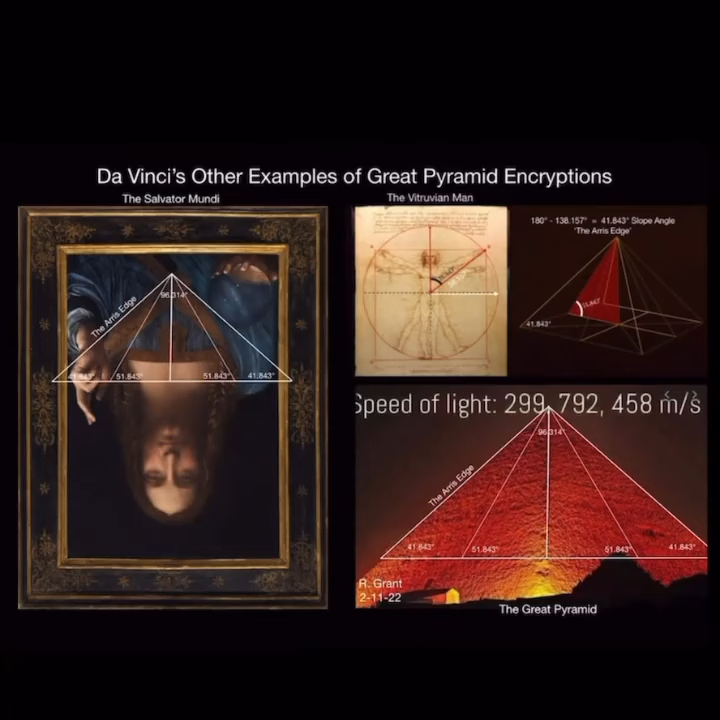 Da Vinci's Other Examples of Great Pyramid Encryptions
The Salvator Mundi
96.314°
The Arris Edge
41.843°
51.843°
51.843°
41.843°
The Vitruvian Man
180° - 138.157° = 41.843° Slope Angle
'The Arris Edge'
41.843°
Speed of light: 299, 792, 458 m/s
96.314°
The Arris Edge
41.843°
51.843°
51.843°
41.843°
R. Grant
2-11-22
The Great Pyramid